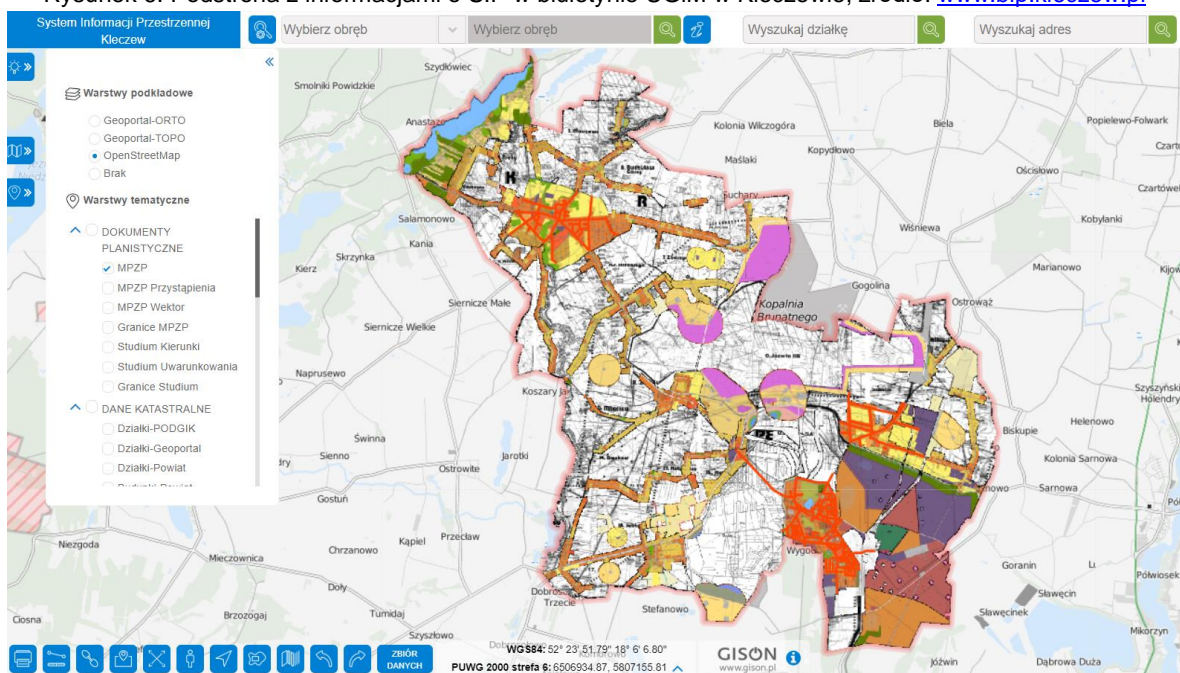 System Informacji Przestrzennej
Kleczew
Wybierz obręb
Wybierz obręb
Wyszukaj działkę
Wyszukaj adres
Warstwy podkładowe
Geoportal-ORTO
Geoportal-TOPO
OpenStreetMap
Brak
Warstwy tematyczne
DOKUMENTY
PLANISTYCZNE
MPZP
MPZP Przystąpienia
MPZP Wektor
Granice MPZP
Studium Kierunki
Studium Uwarunkowania
Granice Studium
DANE KATASTRALNE
Działki-PODGIK
Działki-Geoportal
Działki-Powiat
Szydłowiec
Smolniki Powidzkie
Kolonia Wilczogóra
Biela
Popielewo-Folwark
Maślaki
Kopydłowo
Ościsłowo
Salamonowo
Wiśniewa
Kobylanki
Kania
Skrzynka
Kierz
Marianowo
Gogolina
Siernicze Małe
Kopalnia
Brunatnego
Ostrowąż
Siernicze Wielkie
Naprusewo
Świnna
Helenowo
Biskupie
Sienno
Jarotki
Ostrowite
Kolonia Sarnowa
Sarnowa
Gostuń
Niezgoda
Mieczownica
Chrzanowo
Kąpiel
Przecław
Goranin
Doły
Trzecie
Stefanowo
Sławęcin
Ciosna
Brzozogaj
Tumidaj
Sławęcinek
Mikorzyn
Szyszłowo
Jóźwin
Dąbrowa Duża
ZBIÓR
DANYCH
WGS84: 52° 23' 51.79" 18° 6' 6.80"
PUWG 2000 strefa 6: 6506934.87, 5807155.81
GISON
www.gison.pl